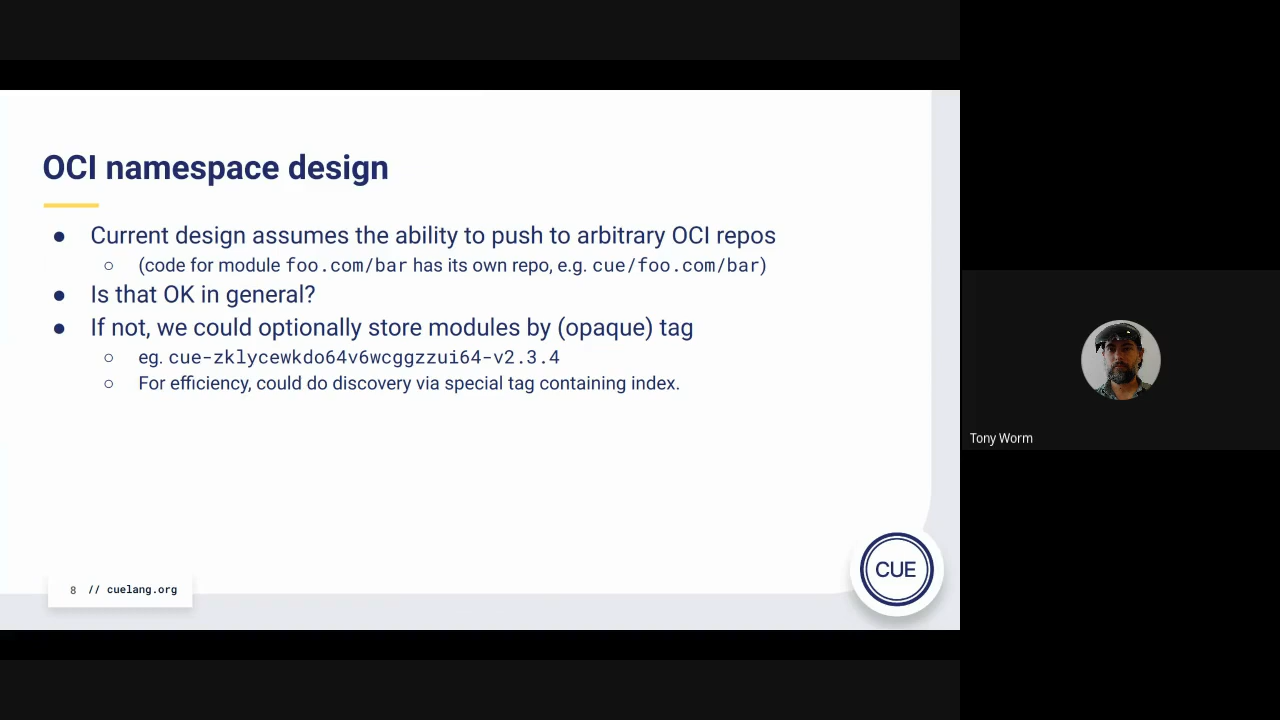 OCI namespace design
● Current design assumes the ability to push to arbitrary OCI repos
○ (code for module foo.com/bar has its own repo, e.g. cue/foo.com/bar)
● Is that OK in general?
● If not, we could optionally store modules by (opaque) tag
○ eg. cue-zklycewkdo64v6wcggzzui64-v2.3.4
○ For efficiency, could do discovery via special tag containing index.
Tony Worm
CUE
8 // cuelang.org